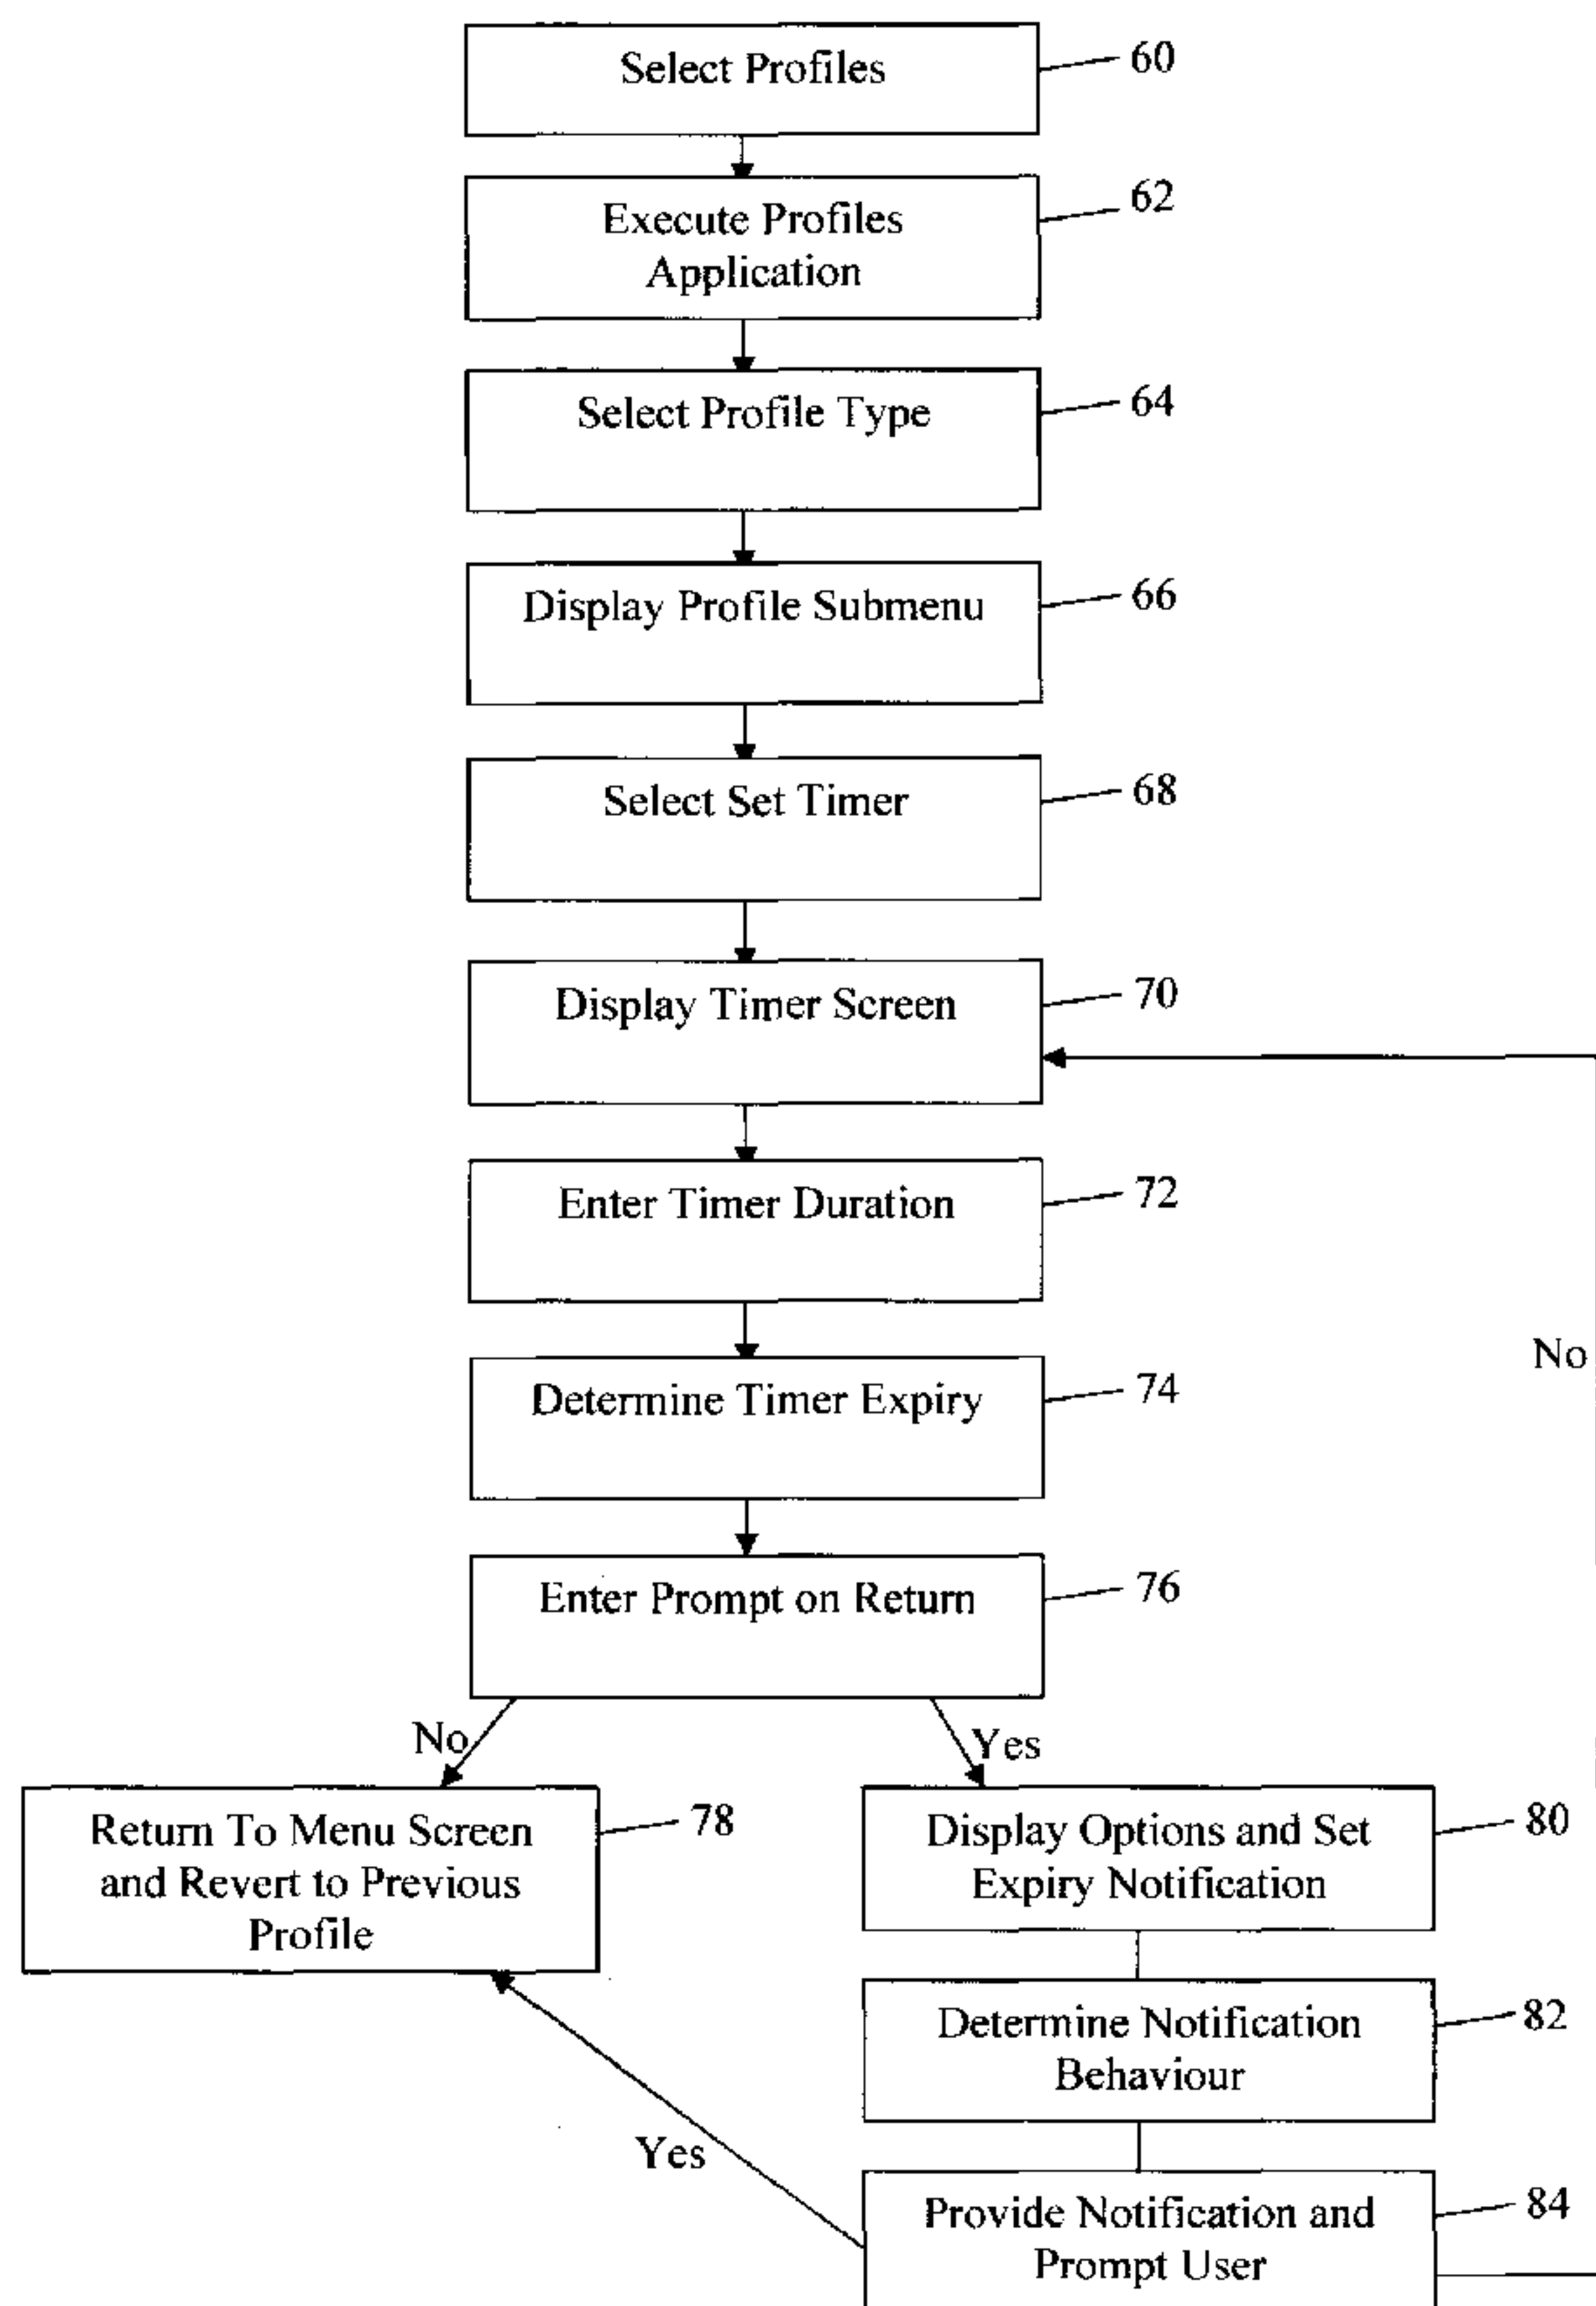 Select Profiles
60
Execute Profiles
Application
62
Select Profile Type
64
Display Profile Submenu
66
Select Set Timer
68
Display Timer Screen
70
Enter Timer Duration
72
Determine Timer Expiry
74
No
Enter Prompt on Return
76
No
Yes
Return To Menu Screen
and Revert to Previous
Profile
78
Display Options and Set
Expiry Notification
80
Determine Notification
Behaviour
82
Yes
Provide Notification and
Prompt User
84